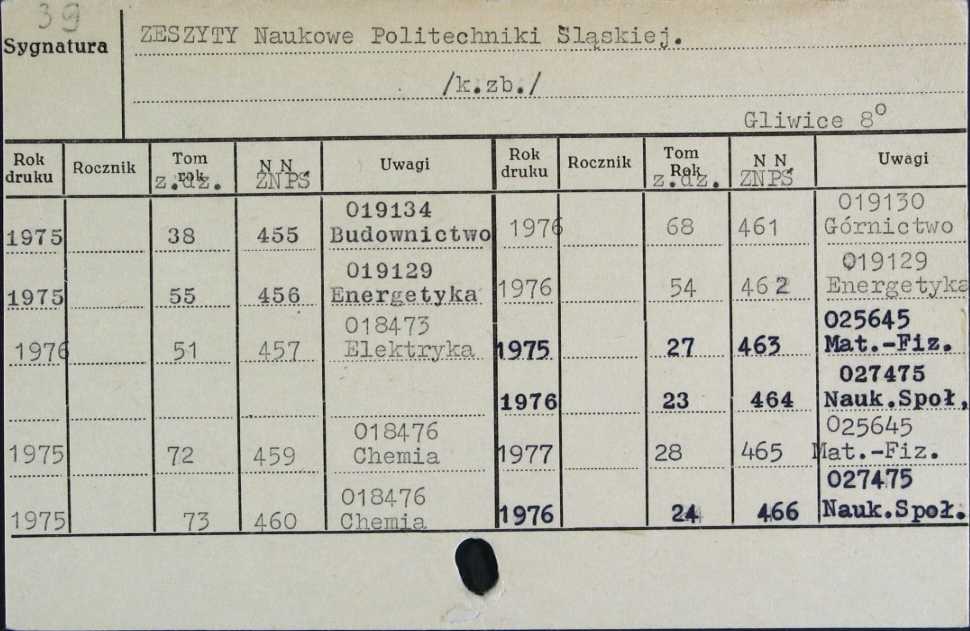 39
Sygnatura
ZESZYTY Naukowe Politechniki Śląskiej.
/k.zb./
Gliwice 8°
Rok druku Rocznik Tom rok z.dz. N N ZNPS Uwagi Rok druku Rocznik Tom Rok z.dz. N N ZNPS Uwagi
019134 019130
1975 38 455 Budownictwo 1976 68 461 Górnictwo
019129 019129
1975 55 456 Energetyka 1976 54 462 Energetyka
018473 025645
1976 51 457 Elektryka 1975 27 463 Mat.-Fiz.
027475
1976 23 464 Nauk.Społ.
018476 025645
1975 72 459 Chemia 1977 28 465 Mat.-Fiz.
018476 027475
1975 73 460 Chemia 1976 24 466 Nauk.Społ.